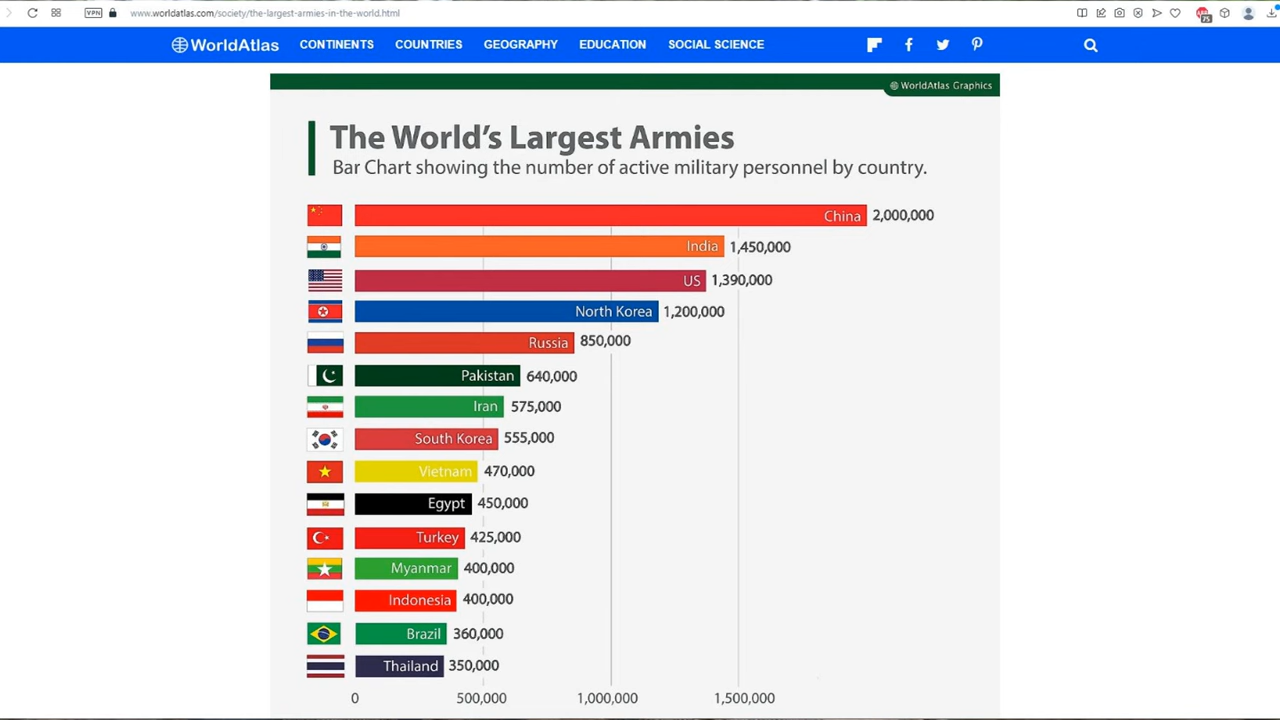 VPN www.worldatlas.com/society/the-largest-armies-in-the-world.html
75
WorldAtlas CONTINENTS COUNTRIES GEOGRAPHY EDUCATION SOCIAL SCIENCE
WorldAtlas Graphics
The World's Largest Armies
Bar Chart showing the number of active military personnel by country.
China 2,000,000
India 1,450,000
US 1,390,000
North Korea 1,200,000
Russia 850,000
Pakistan 640,000
Iran 575,000
South Korea 555,000
Vietnam 470,000
Egypt 450,000
Turkey 425,000
Myanmar 400,000
Indonesia 400,000
Brazil 360,000
Thailand 350,000
0 500,000 1,000,000 1,500,000